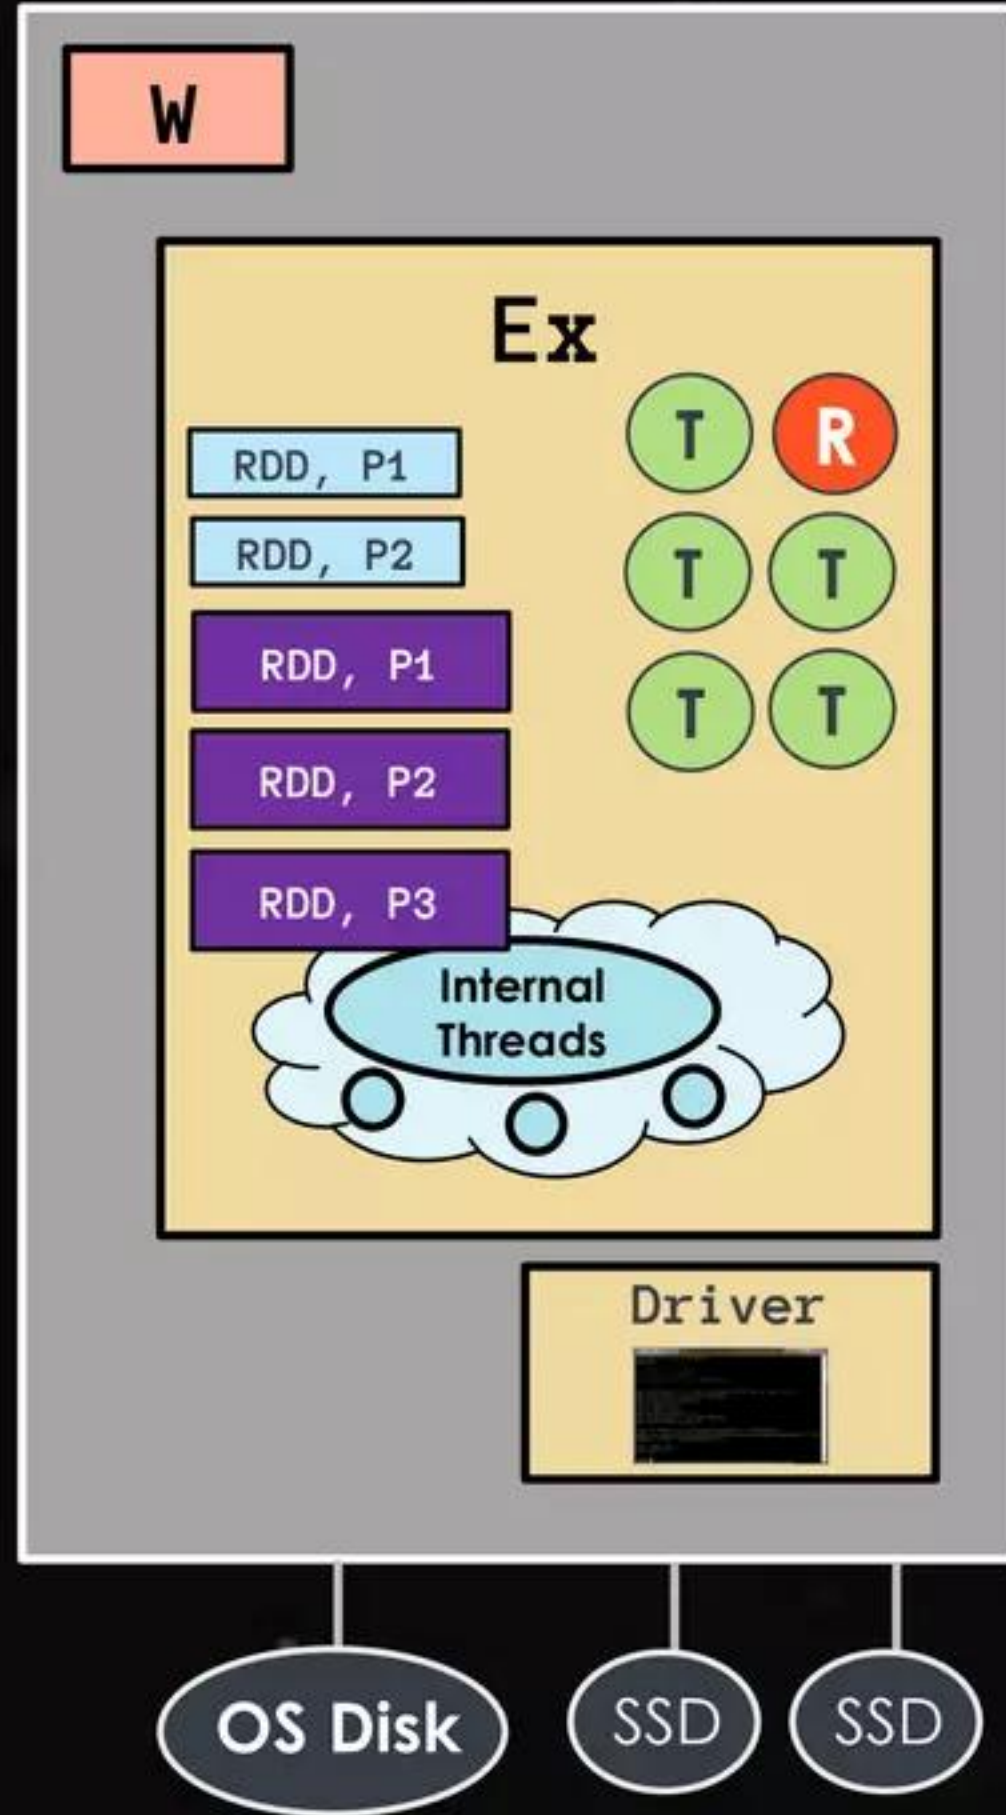 W
Ex
T R
RDD, P1
RDD, P2
T T
RDD, P1
T T
RDD, P2
RDD, P3
Internal
Threads
Driver
OS Disk
SSD
SSD